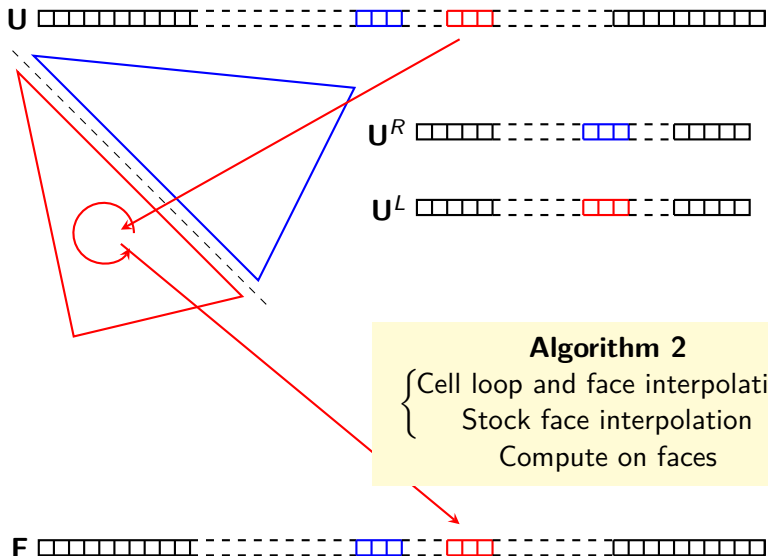 U
U^R
U^L
Algorithm 2
Cell loop and face interpolati
Stock face interpolation
Compute on faces
F